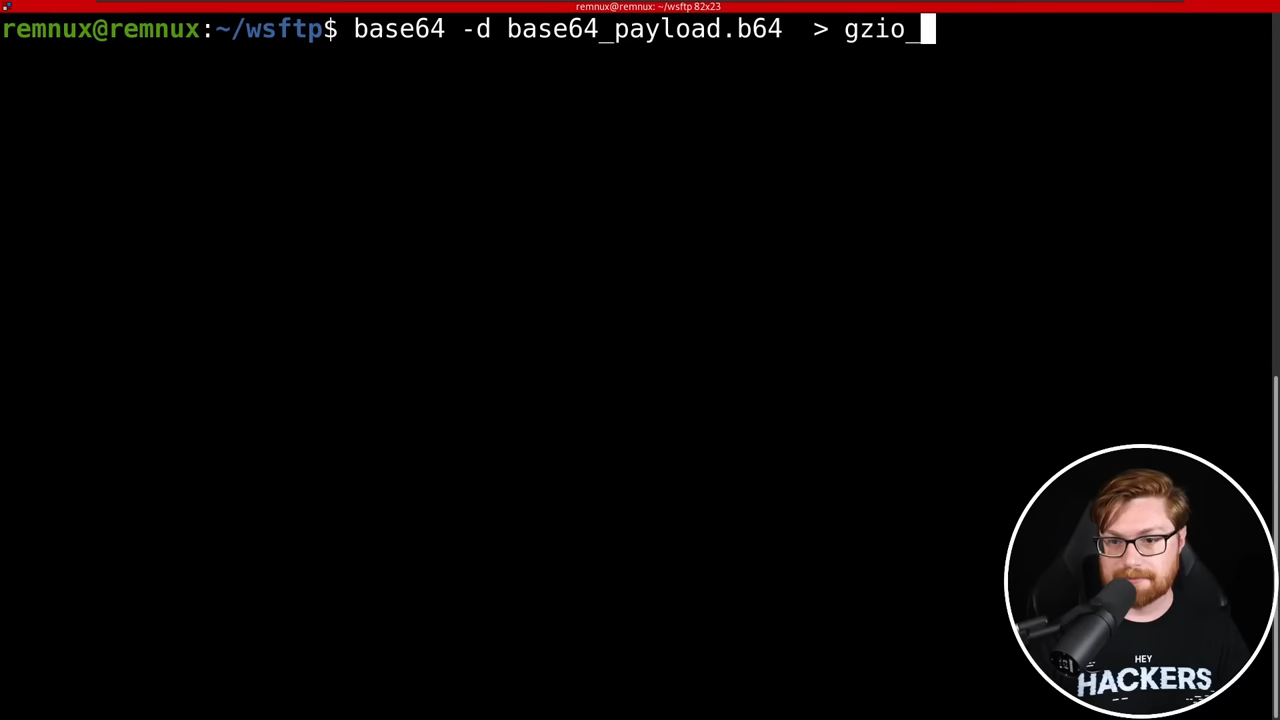 remnux@remnux: ~/wsftp 82x23
remnux@remnux:~/wsftp$ base64 -d base64_payload.b64  > gzio_
HEY
HACKERS